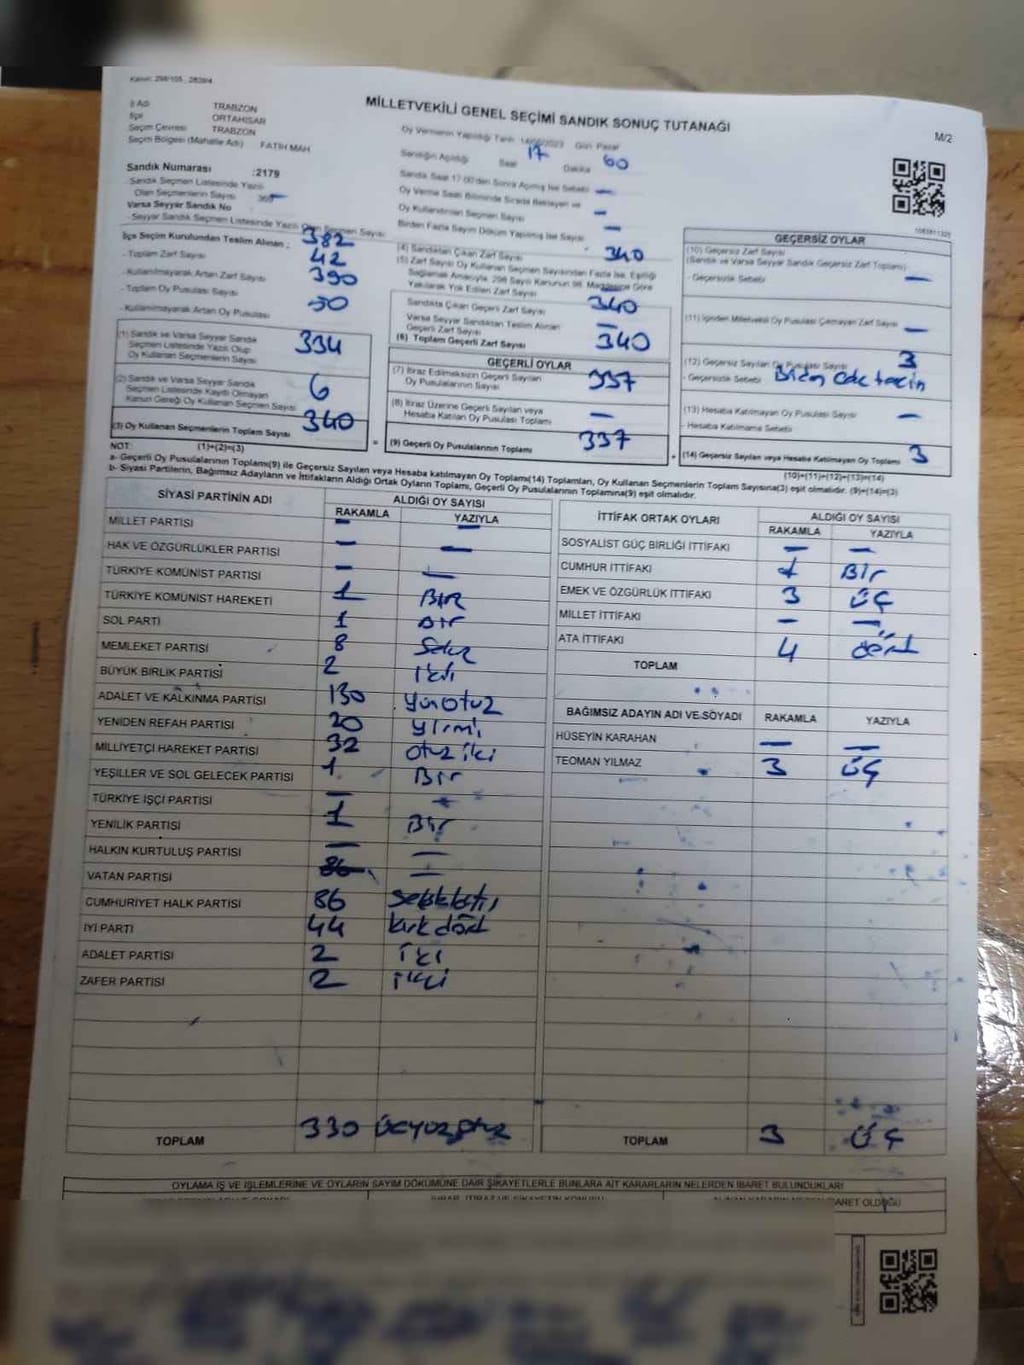 Kanun: 298/105 , 2839/4
İl Adı TRABZON
İlçe ORTAHİSAR
Seçim Çevresi TRABZON
Seçim Bölgesi (Mahalle Adı) FATİH MAH
Sandık Numarası :2179
- Sandık Seçmen Listesinde Yazılı
Olan Seçmenlerin Sayısı
Varsa Seyyar Sandık No
- Seyyar Sandık Seçmen Listesinde Yazılı Olan Seçmen Sayısı
MİLLETVEKİLİ GENEL SEÇİMİ SANDIK SONUÇ TUTANAĞI
M/2
Oy Vermenin Yapıldığı Tarih 14/05/2023 Gün Pazar
Sandığın Açıldığı Saat 17 Dakika 00
Sandık Saat 17:00'den Sonra Açılmış İse Sebebi —
Oy Verme Saati Bitiminde Sırada Bekleyen ve
Oy Kullandırılan Seçmen Sayısı —
Birden Fazla Sayım Döküm Yapılmış İse Sayısı —
İlçe Seçim Kurulundan Teslim Alınan ; 382
- Toplam Zarf Sayısı 42
- Kullanılmayarak Artan Zarf Sayısı 390
- Toplam Oy Pusulası Sayısı 50
- Kullanılmayarak Artan Oy Pusulası
(1) Sandık ve Varsa Seyyar Sandık
Seçmen Listesinde Yazılı Olup
Oy Kullanan Seçmenlerin Sayısı 334
(2) Sandık ve Varsa Seyyar Sandık
Seçmen Listesinde Kaydı Olmayan
Kanun Gereği Oy Kullanan Seçmen Sayısı 6
(3) Oy Kullanan Seçmenlerin Toplam Sayısı 340
NOT: (1)+(2)=(3)
(4) Sandıktan Çıkan Zarf Sayısı 340
(5) Zarf Sayısı Oy Kullanan Seçmen Sayısından Fazla İse, Eşitliği
Sağlamak Amacıyla, 298 Sayılı Kanunun 98. Maddesine Göre
Yakılarak Yok Edilen Zarf Sayısı —
Sandıkta Çıkan Geçerli Zarf Sayısı 340
Varsa Seyyar Sandıktan Teslim Alınan
Geçerli Zarf Sayısı —
(6) Toplam Geçerli Zarf Sayısı 340
GEÇERLİ OYLAR
(7) İtiraz Edilmeksizin Geçerli Sayılan
Oy Pusulalarının Sayısı 337
(8) İtiraz Üzerine Geçerli Sayılan veya
Hesaba Katılan Oy Pusulası Toplamı —
(9) Geçerli Oy Pusulalarının Toplamı 337
GEÇERSİZ OYLAR
(10) Geçersiz Zarf Sayısı
(Sandık ve Varsa Seyyar Sandık Geçersiz Zarf Toplamı)
- Geçersizlik Sebebi —
(11) İçinden Milletvekili Oy Pusulası Çıkmayan Zarf Sayısı —
(12) Geçersiz Sayılan Oy Pusulası Sayısı 3
- Geçersizlik Sebebi
(13) Hesaba Katılmayan Oy Pusulası Sayısı —
- Hesaba Katılmama Sebebi
(14) Geçersiz Sayılan veya Hesaba Katılmayan Oy Toplamı 3
(10)+(11)+(12)+(13)=(14)
a- Geçerli Oy Pusulalarının Toplamı(9) ile Geçersiz Sayılan veya Hesaba katılmayan Oy Toplamı(14) Toplamları, Oy Kullanan Seçmenlerin Toplam Sayısına(3) eşit olmalıdır. (9)+(14)=(3)
b- Siyasi Partilerin, Bağımsız Adayların ve İttifakların Aldığı Ortak Oyların Toplamı, Geçerli Oy Pusulalarının Toplamına(9) eşit olmalıdır.
SİYASİ PARTİNİN ADI ALDIĞI OY SAYISI
RAKAMLA YAZIYLA
MİLLET PARTİSİ — —
HAK VE ÖZGÜRLÜKLER PARTİSİ — —
TÜRKİYE KOMÜNİST PARTİSİ — —
TÜRKİYE KOMÜNİST HAREKETİ 1 BİR
SOL PARTİ 1 BİR
MEMLEKET PARTİSİ 8 Sekiz
BÜYÜK BİRLİK PARTİSİ 2 iki
ADALET VE KALKINMA PARTİSİ 130 Yüzotuz
YENİDEN REFAH PARTİSİ 20 yirmi
MİLLİYETÇİ HAREKET PARTİSİ 32 otuz iki
YEŞİLLER VE SOL GELECEK PARTİSİ 1 Bir
TÜRKİYE İŞÇİ PARTİSİ —
YENİLİK PARTİSİ 1 Bir
HALKIN KURTULUŞ PARTİSİ — —
VATAN PARTİSİ 86 —
CUMHURİYET HALK PARTİSİ 86 Seksenaltı
İYİ PARTİ 44 kırk dört
ADALET PARTİSİ 2 iki
ZAFER PARTİSİ 2 ikli
TOPLAM 330 üçyüzotuz
İTTİFAK ORTAK OYLARI ALDIĞI OY SAYISI
RAKAMLA YAZIYLA
SOSYALİST GÜÇ BİRLİĞİ İTTİFAKI — —
CUMHUR İTTİFAKI 1 Bir
EMEK VE ÖZGÜRLÜK İTTİFAKI 3 ÜÇ
MİLLET İTTİFAKI — —
ATA İTTİFAKI 4 dört
TOPLAM
BAĞIMSIZ ADAYIN ADI VE SOYADI RAKAMLA YAZIYLA
HÜSEYİN KARAHAN — —
TEOMAN YILMAZ 3 ÜÇ
TOPLAM 3 ÜÇ
OYLAMA İŞ VE İŞLEMLERİNE VE OYLARIN SAYIM DÖKÜMÜNE DAİR ŞİKAYETLERLE BUNLARA AİT KARARLARIN NELERDEN İBARET BULUNDUKLARI